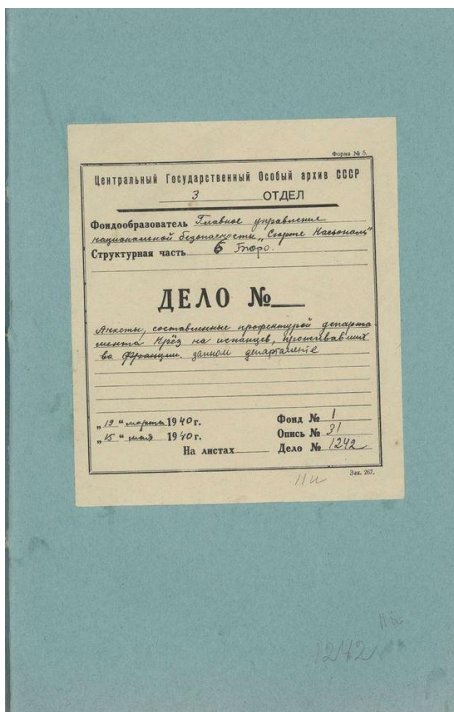 Форма № 5.
Центральный Государственный Особый архив СССР
3 ОТДЕЛ
Фондообразователь Главное управление
национальной безопасности „Сюрте Насьональ"
Структурная часть 6 Бюро.
ДЕЛО №
Анкеты, составленные префектурой департа
мента Крёз на испанцев, проживавших
во Франции. данном департаменте
„19" марта 1940 г.
„15" мая 1940 г.
Фонд № 1
Опись № 31
На листах
Дело № 1242
Зак. 267.
1242